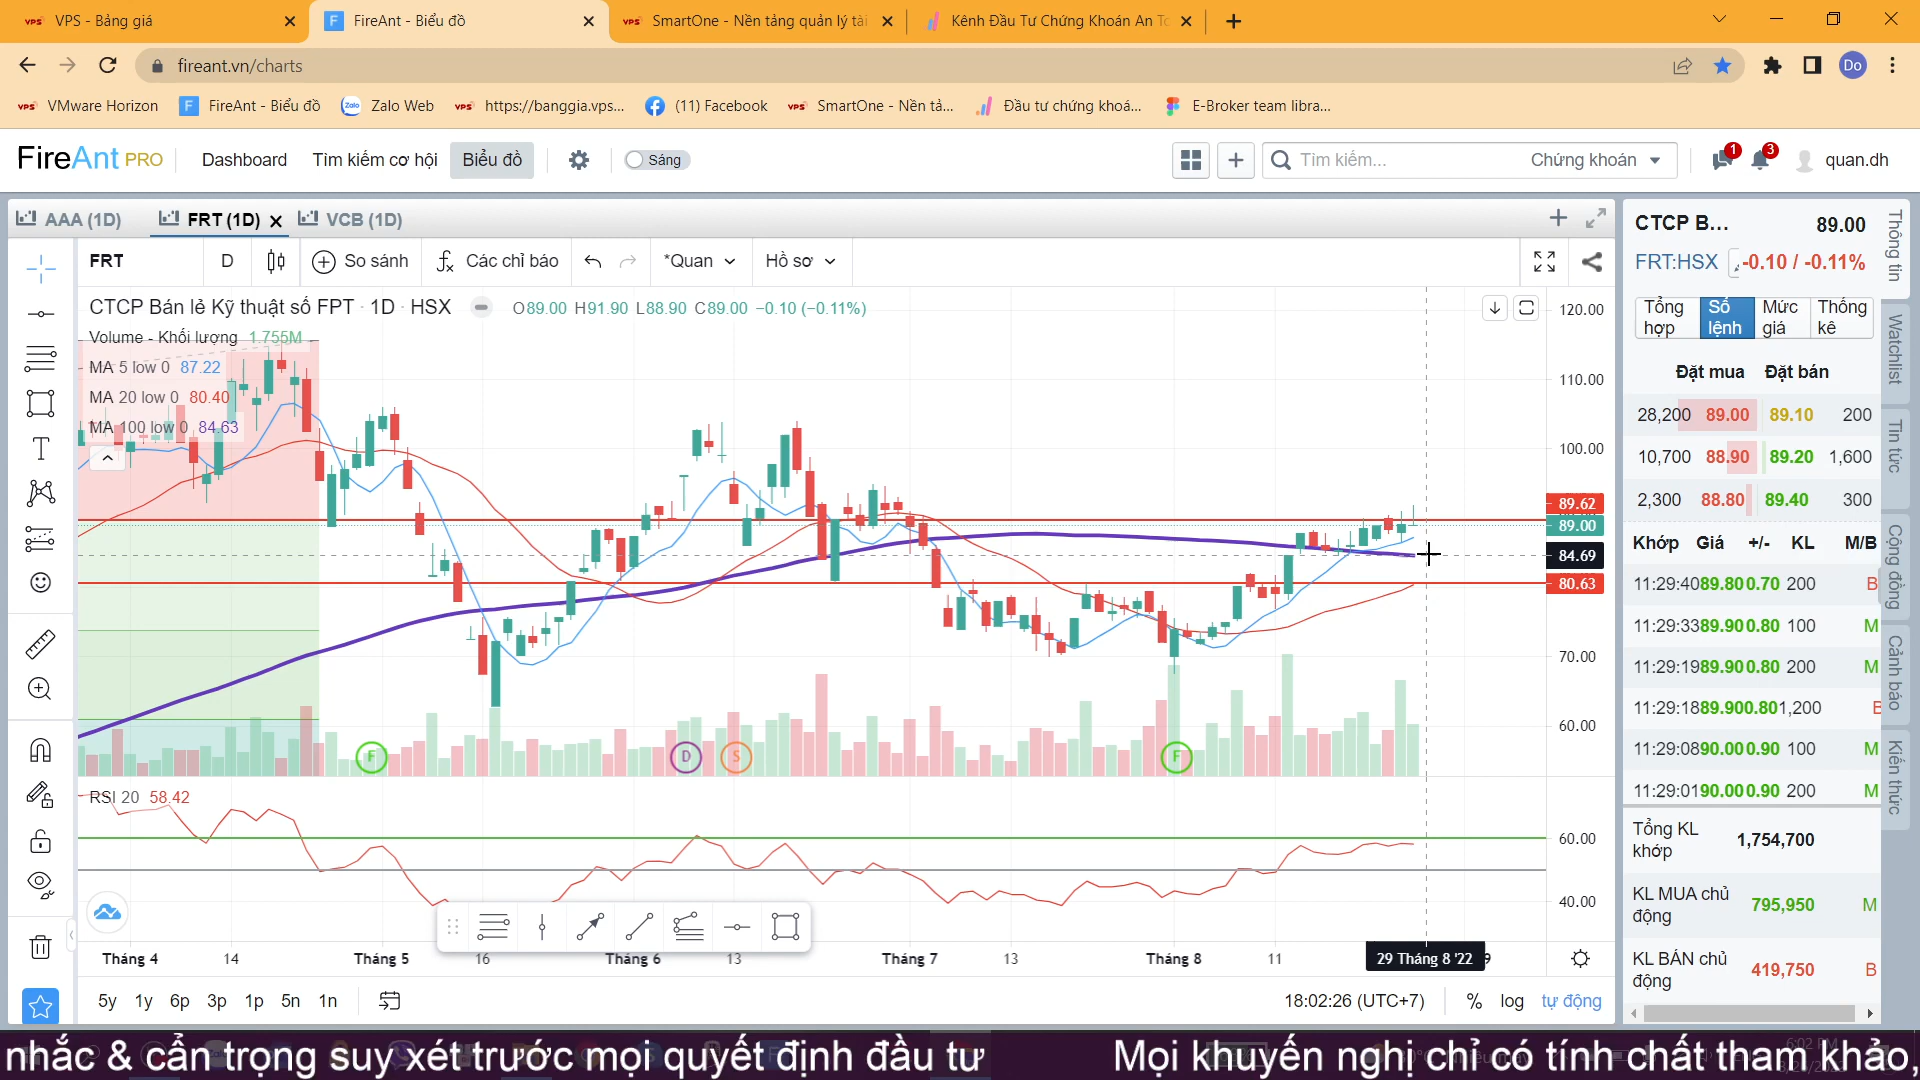 VPS - Bảng giá
FireAnt - Biểu đồ
SmartOne - Nền tảng quản lý tài
Kênh Đầu Tư Chứng Khoán An To
fireant.vn/charts
Do
VMware Horizon
FireAnt - Biểu đồ
Zalo Web
https://banggia.vps...
(11) Facebook
SmartOne - Nền tả...
Đầu tư chứng khoá...
E-Broker team libra...
FireAnt PRO
Dashboard
Tìm kiếm cơ hội
Biểu đồ
Sáng
Tìm kiếm...
Chứng khoán
1
3
quan.dh
AAA (1D)
FRT (1D)
VCB (1D)
FRT
D
So sánh
Các chỉ báo
*Quan
Hồ sơ
CTCP Bán lẻ Kỹ thuật số FPT · 1D · HSX
O89.00 H91.90 L88.90 C89.00 −0.10 (−0.11%)
Volume - Khối lượng 1.755M
MA 5 low 0 87.22
MA 20 low 0 80.40
MA 100 low 0 84.63
120.00
110.00
100.00
89.62
89.00
84.69
80.63
70.00
60.00
F
D
S
F
RSI 20 58.42
60.00
40.00
Tháng 4
14
Tháng 5
16
Tháng 6
13
Tháng 7
13
Tháng 8
11
29 Tháng 8 '22
5y 1y 6p 3p 1p 5n 1n
18:02:26 (UTC+7)
%
log
tự động
CTCP B...
89.00
FRT:HSX
-0.10 / -0.11%
Tổng hợp
Số lệnh
Mức giá
Thống kê
Đặt mua Đặt bán
28,200 89.00 89.10 200
10,700 88.90 89.20 1,600
2,300 88.80 89.40 300
Khớp Giá +/- KL M/B
11:29:40 89.80 0.70 200 B
11:29:33 89.90 0.80 100 M
11:29:19 89.90 0.80 200 M
11:29:18 89.90 0.80 1,200 B
11:29:08 90.00 0.90 100 M
11:29:01 90.00 0.90 200 M
Tổng KL khớp 1,754,700
KL MUA chủ động 795,950 M
KL BÁN chủ động 419,750 B
Thông tin
Watchlist
Tin tức
Cộng đồng
Cảnh báo
Kiến thức
nhắc & cẩn trọng suy xét trước mọi quyết định đầu tư
Mọi khuyến nghị chỉ có tính chất tham khảo,